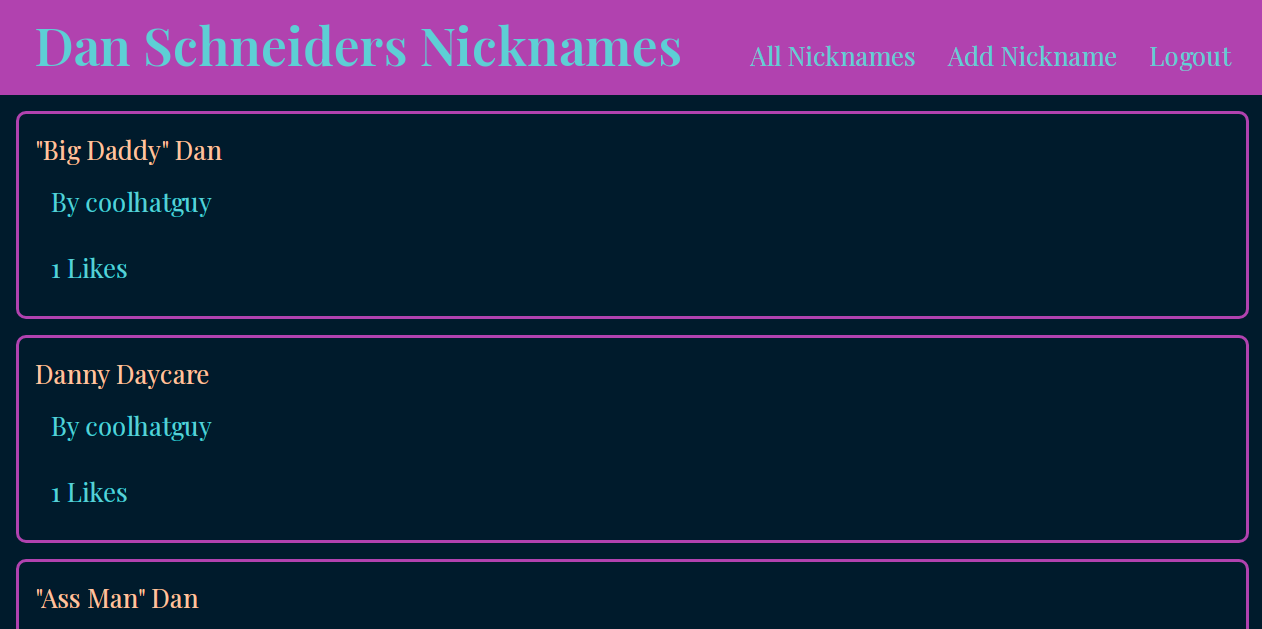 Dan Schneiders Nicknames
All Nicknames Add Nickname Logout
"Big Daddy" Dan
By coolhatguy
1 Likes
Danny Daycare
By coolhatguy
1 Likes
"Ass Man" Dan